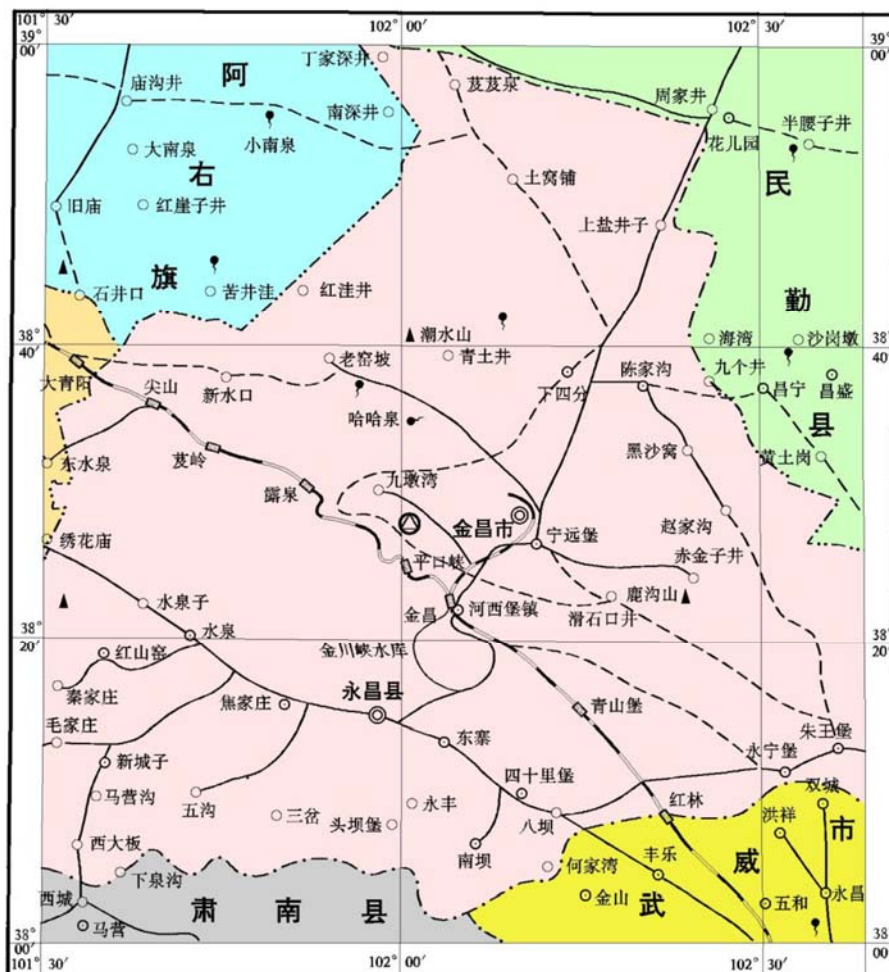 101° 30′
102° 00′
102° 30′
39° 00′
39° 00′
阿
丁家深井
庙沟井
芨芨泉
周家井
南深井
小南泉
花儿园
半腰子井
大南泉
右
土窝铺
民
旧庙
红崖子井
上盐井子
旗
石井口
苦井洼
红洼井
勤
潮水山
海湾
沙岗墩
38° 40′
38° 40′
老窑坡
青土井
陈家沟
九个井
大青阳
尖山
新水口
下四分
昌宁
昌盛
哈哈泉
县
东水泉
芨岭
黑沙窝
黄土岗
露泉
九墩湾
金昌市
赵家沟
绣花庙
宁远堡
赤金子井
平口峡
水泉子
鹿沟山
金昌
河西堡镇
滑石口井
38° 20′
38° 20′
水泉
红山窑
金川峡水库
秦家庄
焦家庄
永昌县
青山堡
毛家庄
东寨
朱王堡
永宁堡
新城子
四十里堡
双城
马营沟
五沟
永丰
红林
洪祥
市
三岔
头坝堡
八坝
西大板
南坝
威
下泉沟
何家湾
丰乐
西城
肃南县
武
金山
五和
永昌
马营
38° 00′
38° 00′
101° 30′
102° 00′
102° 30′